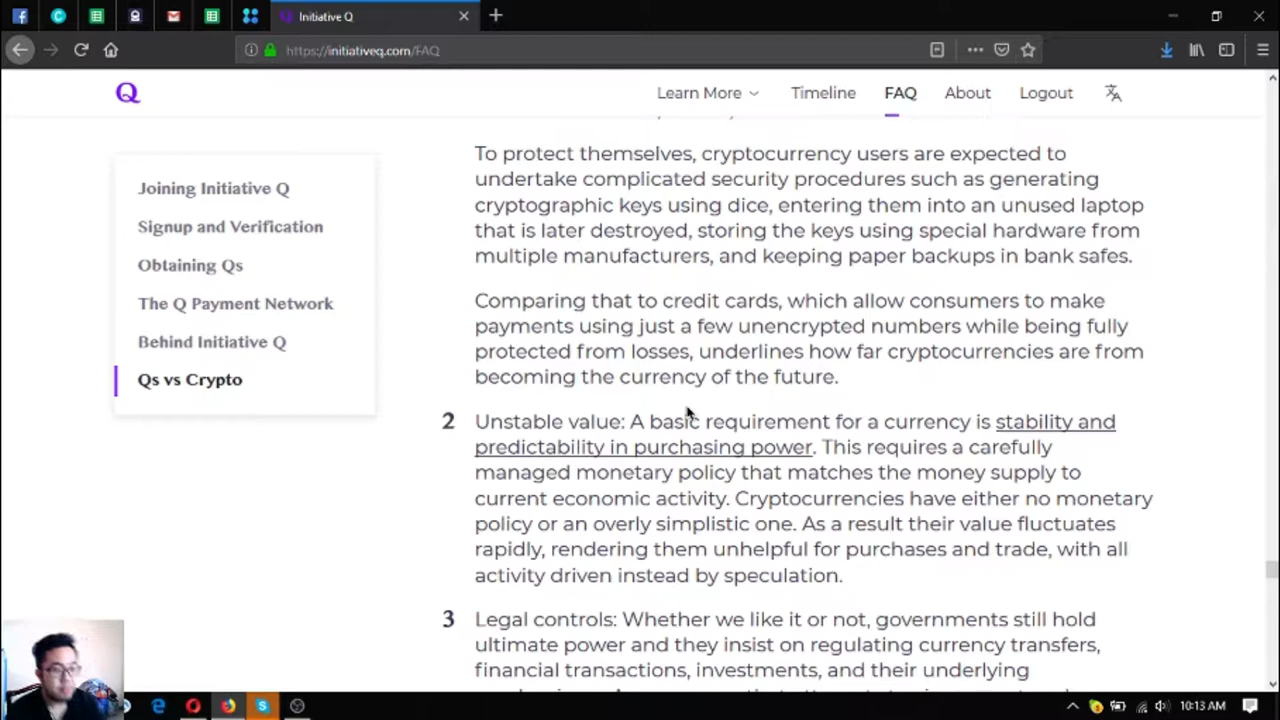 Initiative Q
https://initiativeq.com/FAQ
Q
Learn More
Timeline
FAQ
About
Logout
Joining Initiative Q
Signup and Verification
Obtaining Qs
The Q Payment Network
Behind Initiative Q
Qs vs Crypto
To protect themselves, cryptocurrency users are expected to
undertake complicated security procedures such as generating
cryptographic keys using dice, entering them into an unused laptop
that is later destroyed, storing the keys using special hardware from
multiple manufacturers, and keeping paper backups in bank safes.
Comparing that to credit cards, which allow consumers to make
payments using just a few unencrypted numbers while being fully
protected from losses, underlines how far cryptocurrencies are from
becoming the currency of the future.
2 Unstable value: A basic requirement for a currency is stability and
predictability in purchasing power. This requires a carefully
managed monetary policy that matches the money supply to
current economic activity. Cryptocurrencies have either no monetary
policy or an overly simplistic one. As a result their value fluctuates
rapidly, rendering them unhelpful for purchases and trade, with all
activity driven instead by speculation.
3 Legal controls: Whether we like it or not, governments still hold
ultimate power and they insist on regulating currency transfers,
financial transactions, investments, and their underlying
10:13 AM